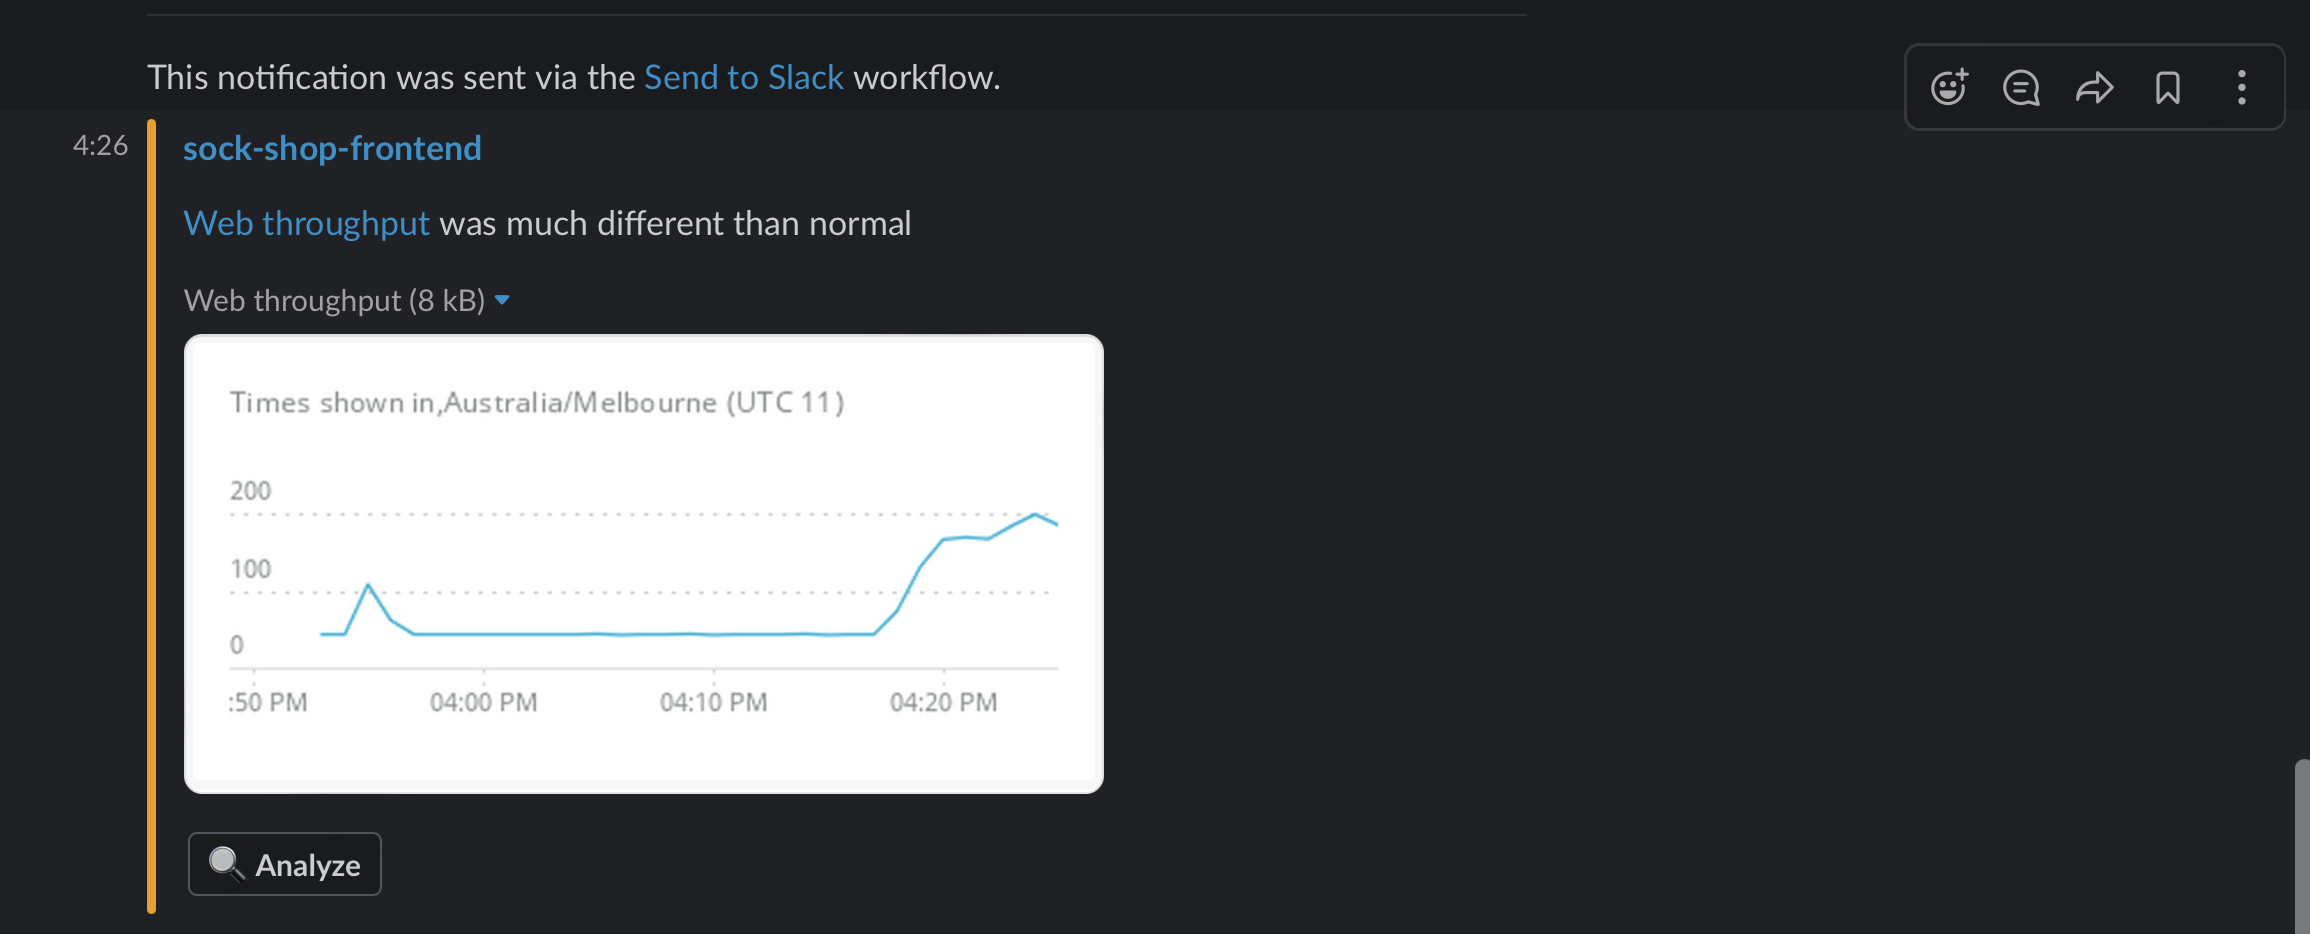 This notification was sent via the Send to Slack workflow.
4:26
sock-shop-frontend
Web throughput was much different than normal
Web throughput (8 kB)
Times shown in,Australia/Melbourne (UTC 11)
200
100
0
:50 PM 04:00 PM 04:10 PM 04:20 PM
Analyze